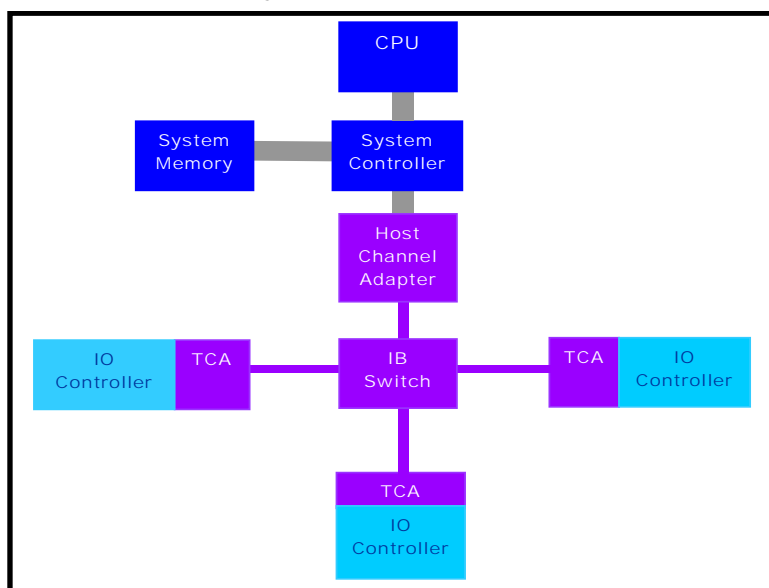 CPU
System
Memory
System
Controller
Host
Channel
Adapter
IO
Controller
TCA
IB
Switch
TCA
IO
Controller
TCA
IO
Controller